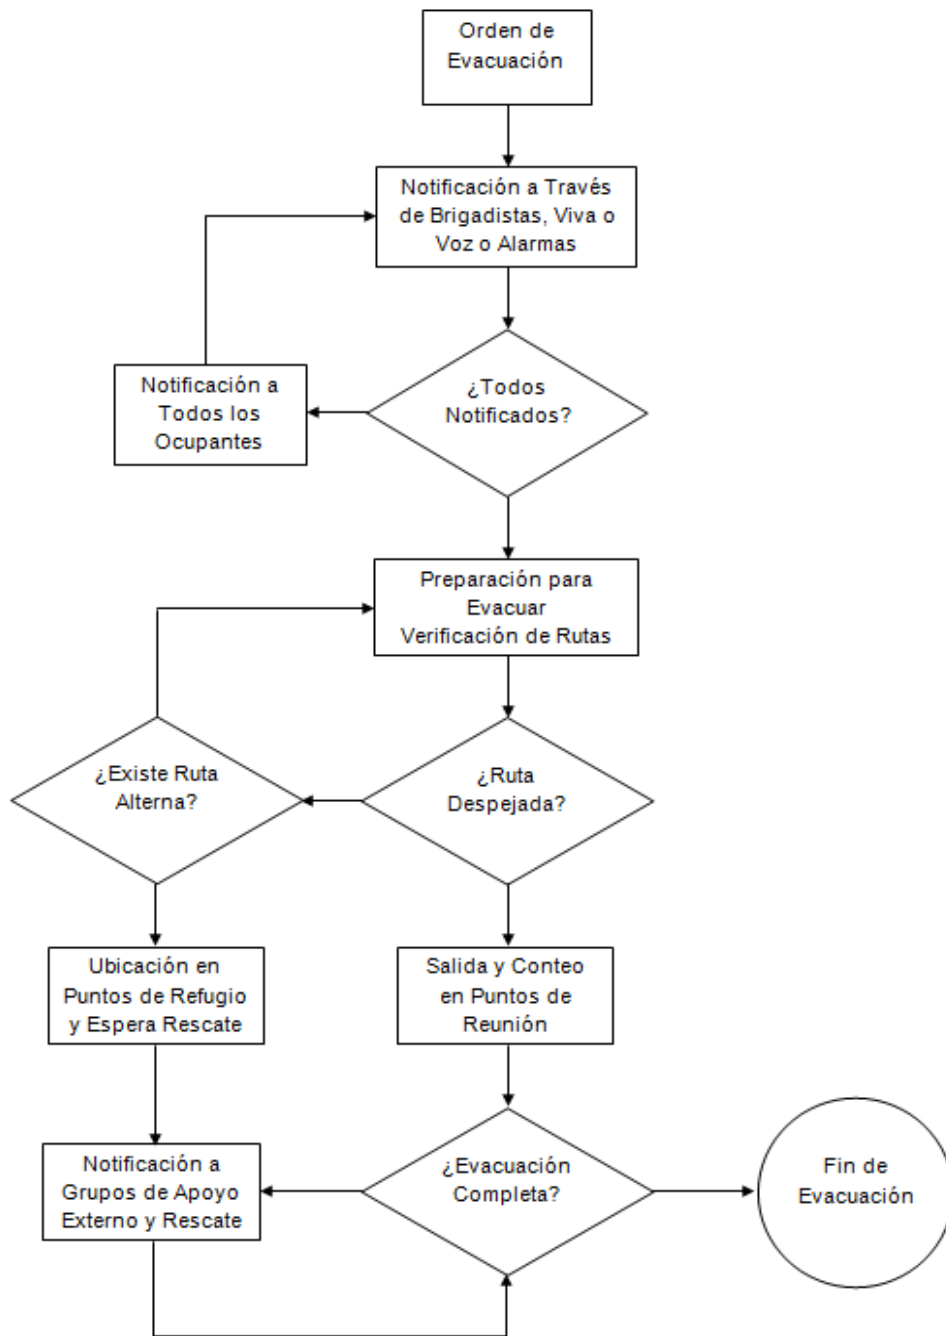 Orden de
Evacuación
Notificación a Través
de Brigadistas, Viva o
Voz o Alarmas
¿Todos
Notificados?
Notificación a
Todos los
Ocupantes
Preparación para
Evacuar
Verificación de Rutas
¿Existe Ruta
Alterna?
¿Ruta
Despejada?
Ubicación en
Puntos de Refugio
y Espera Rescate
Salida y Conteo
en Puntos de
Reunión
Notificación a
Grupos de Apoyo
Externo y Rescate
¿Evacuación
Completa?
Fin de
Evacuación